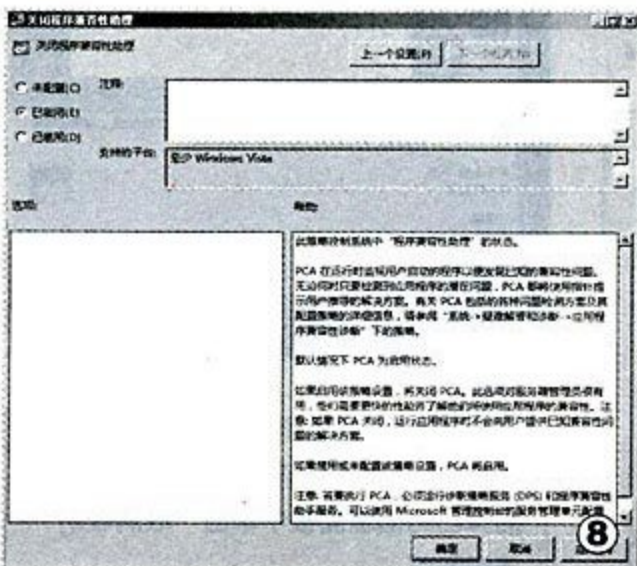 关闭程序兼容性助理
关闭程序兼容性助理
上一个设置(P)
下一个设置(N)
未配置(C)
注释:
已启用(E)
已禁用(D)
支持的平台:
至少 Windows Vista
选项:
帮助:
此策略控制系统中“程序兼容性助理”的状态。
PCA 在运行时监视用户启动的程序以便发现已知的兼容性问题。
无论何时只要检测到应用程序的潜在问题，PCA 都将使用指针指
示用户推荐的解决方案。有关 PCA 包括的各种问题检测方案及其
配置策略的详细信息，请参阅“系统->疑难解答和诊断->应用程
序兼容性诊断”下的策略。
默认情况下 PCA 为启用状态。
如果启用该策略设置，将关闭 PCA。此选项对服务器管理员很有
用，他们需要更快的性能并了解他们所使用应用程序的兼容性。注
意: 如果 PCA 关闭，运行应用程序时不会向用户提供已知兼容性问
题的解决方案。
如果禁用或未配置该策略设置，PCA 将启用。
注意: 若要执行 PCA，必须运行诊断策略服务 (DPS) 和程序兼容性
助手服务。可以使用 Microsoft 管理控制台的服务管理单元配置
确定
取消
8